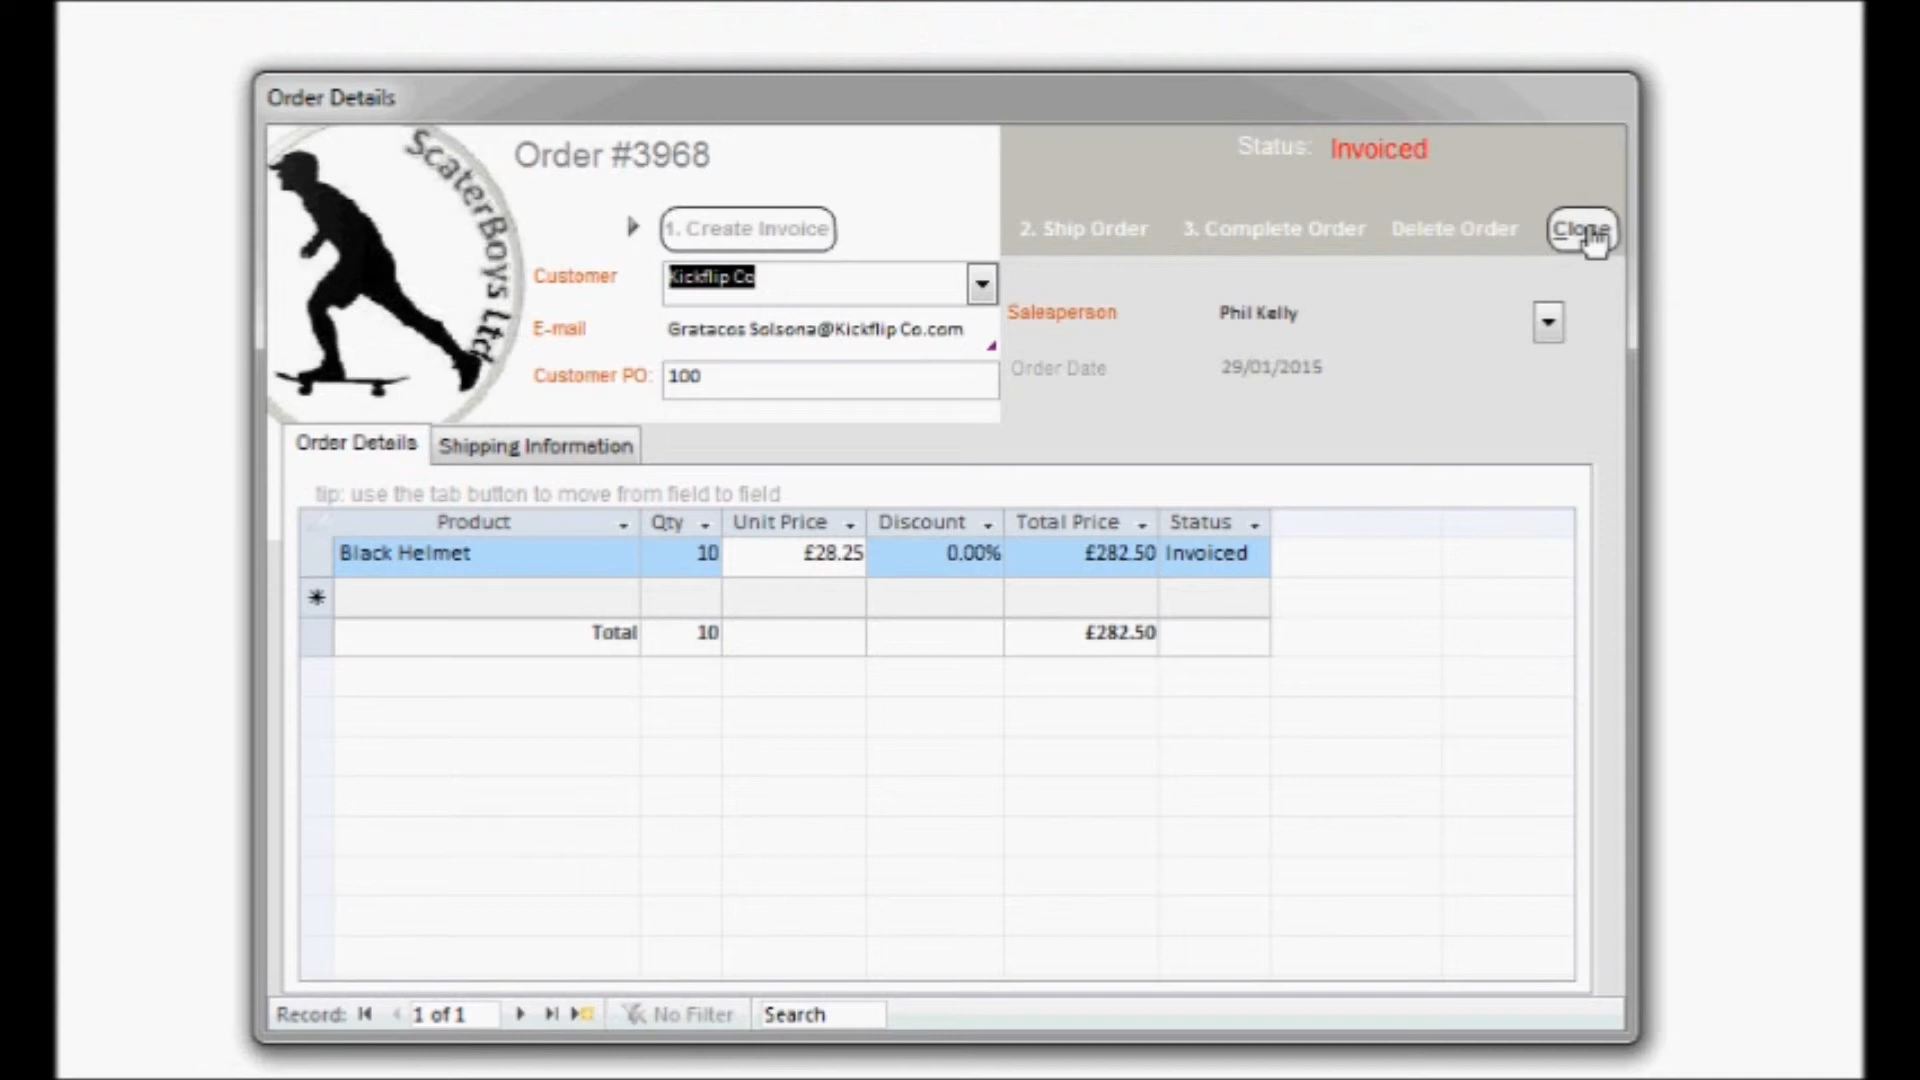 Order Details
ScaterBoys Ltd
Order #3968
Status: Invoiced
1. Create Invoice
2. Ship Order
3. Complete Order
Delete Order
Close
Customer
Kickflip Co
Salesperson
Phil Kelly
E-mail
Gratacos Solsona@Kickflip Co.com
Order Date
29/01/2015
Customer PO:
100
Order Details
Shipping Information
tip: use the tab button to move from field to field
Product Qty Unit Price Discount Total Price Status
Black Helmet 10 £28.25 0.00% £282.50 Invoiced
Total 10 £282.50
Record: 1 of 1 No Filter Search